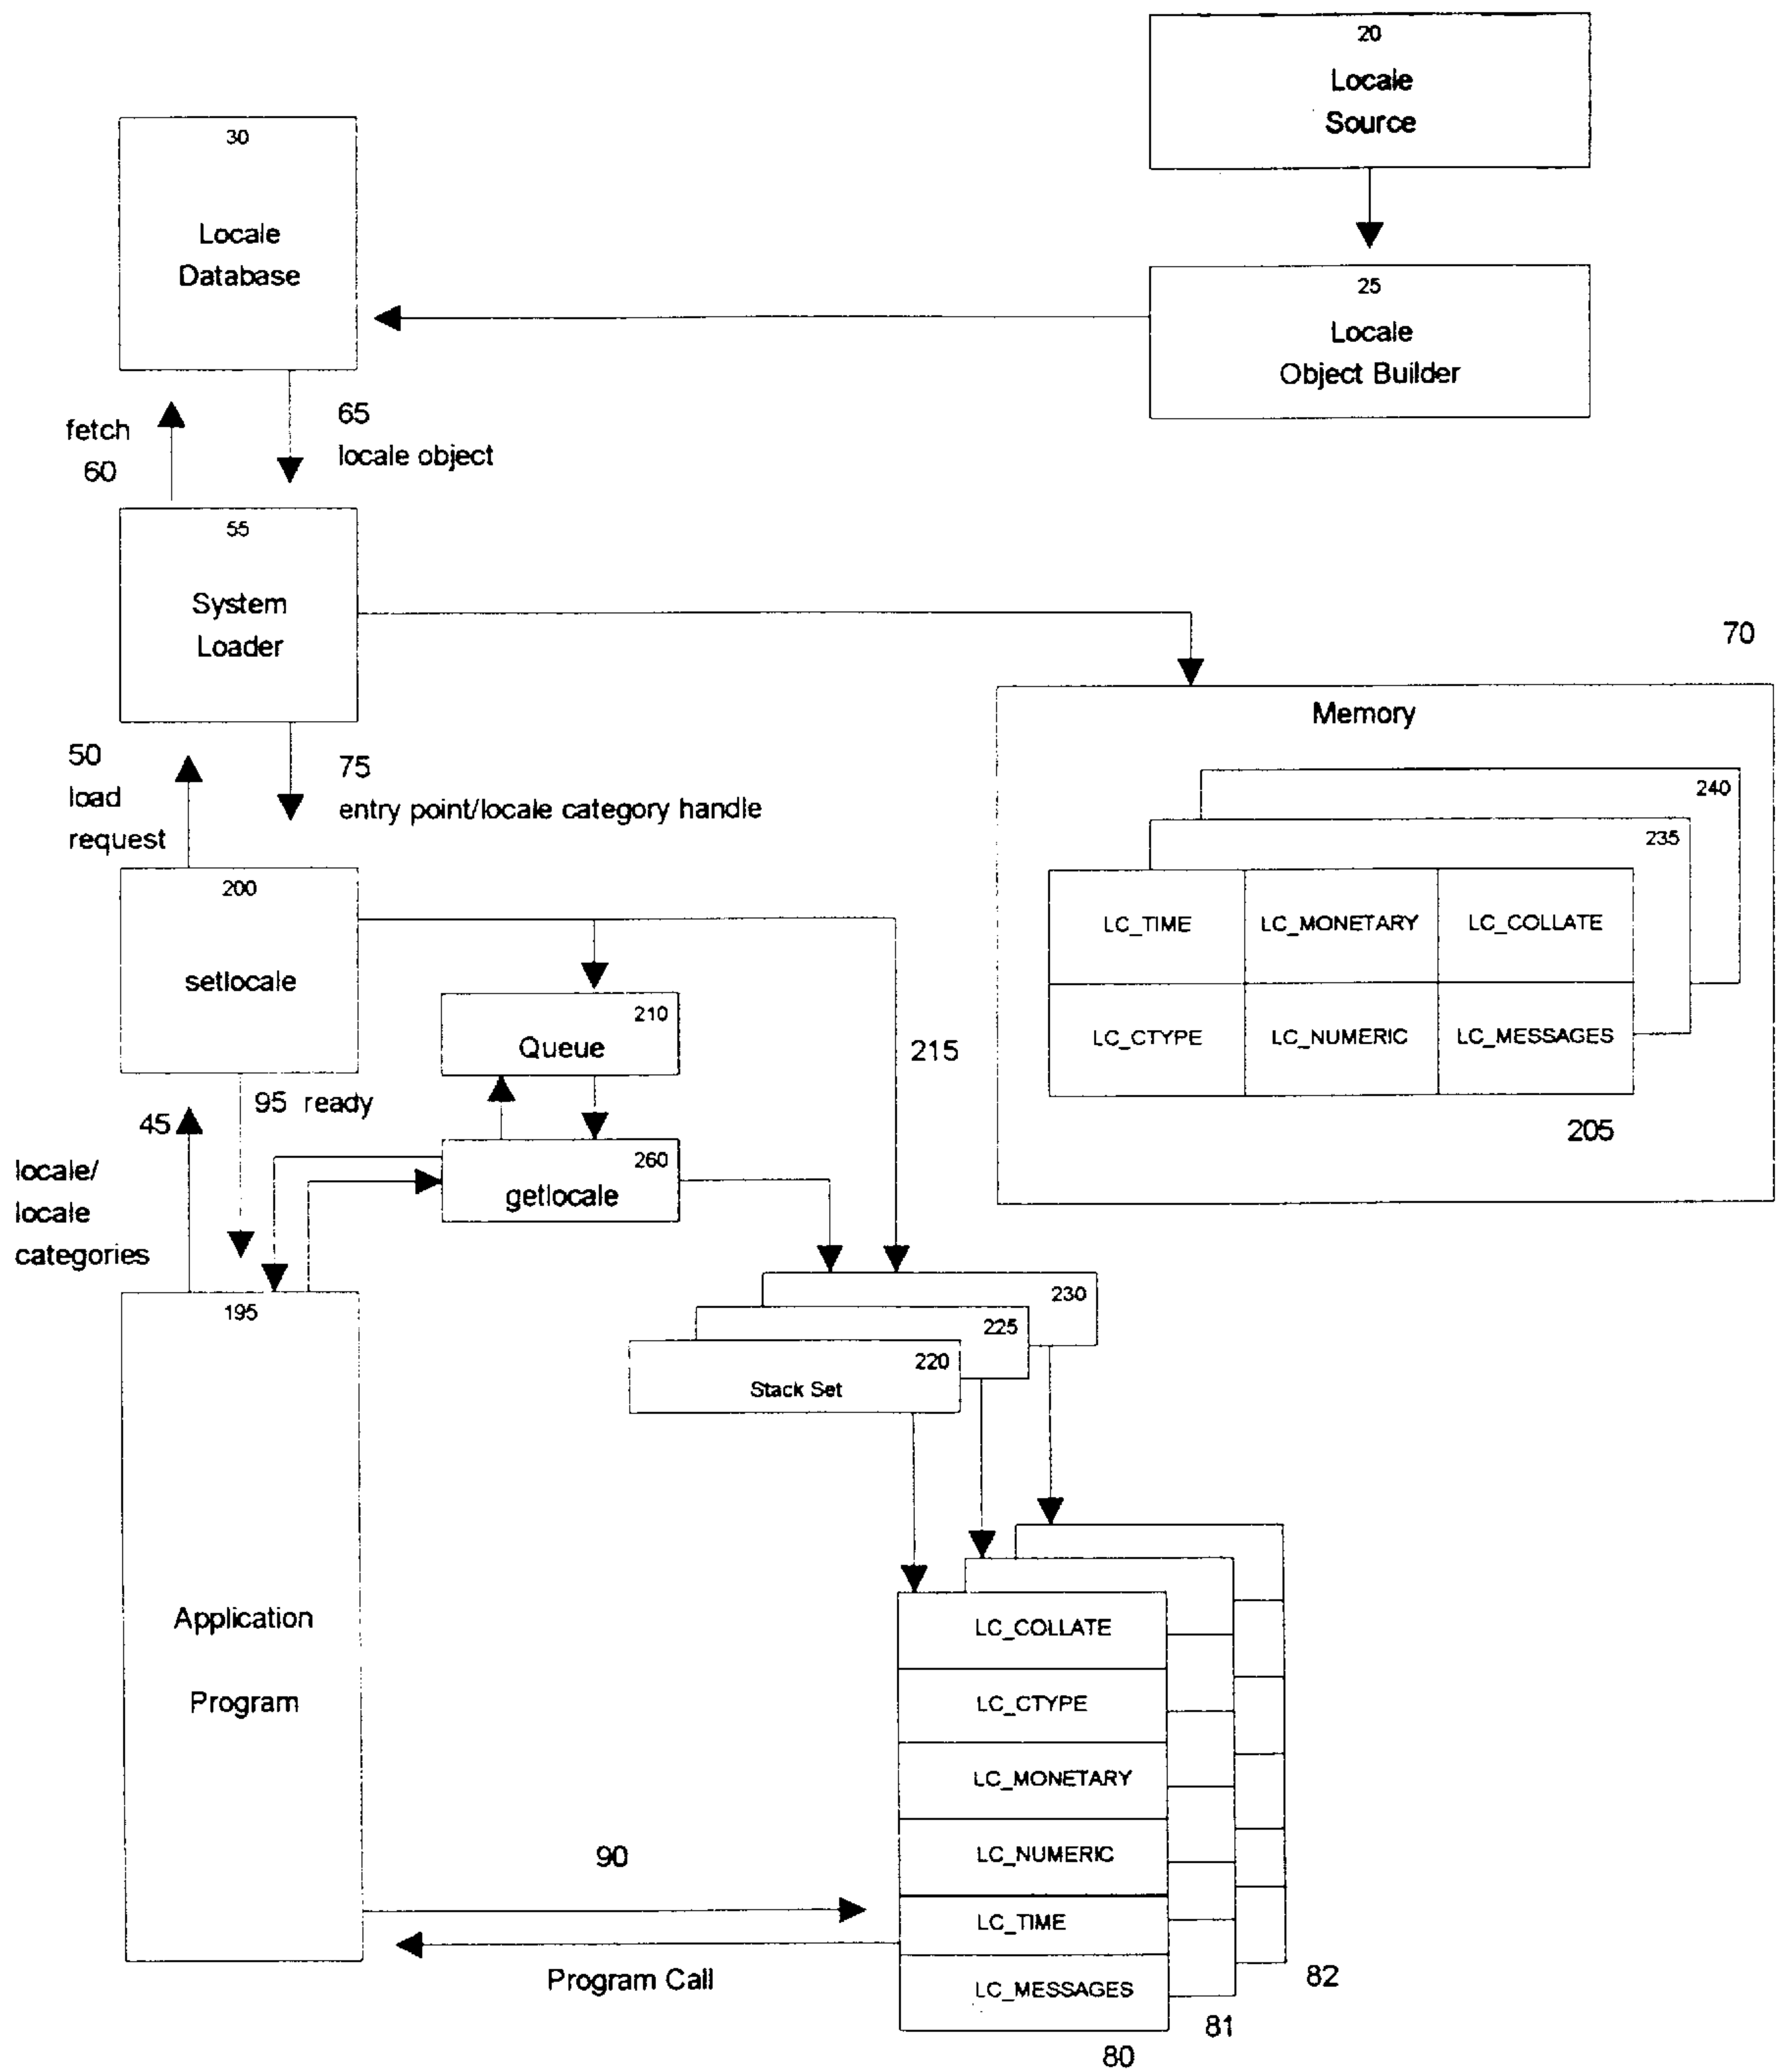 20
Locale
Source
30
Locale
Database
25
Locale
Object Builder
fetch
60
65
locale object
55
System
Loader
70
Memory
50
load
request
75
entry point/locale category handle
240
235
200
setlocale
LC_TIME
LC_MONETARY
LC_COLLATE
LC_CTYPE
LC_NUMERIC
LC_MESSAGES
205
210
Queue
215
95 ready
45
locale/
locale
categories
260
getlocale
195
Application
Program
230
225
220
Stack Set
LC_COLLATE
LC_CTYPE
LC_MONETARY
LC_NUMERIC
LC_TIME
LC_MESSAGES
90
Program Call
82
81
80